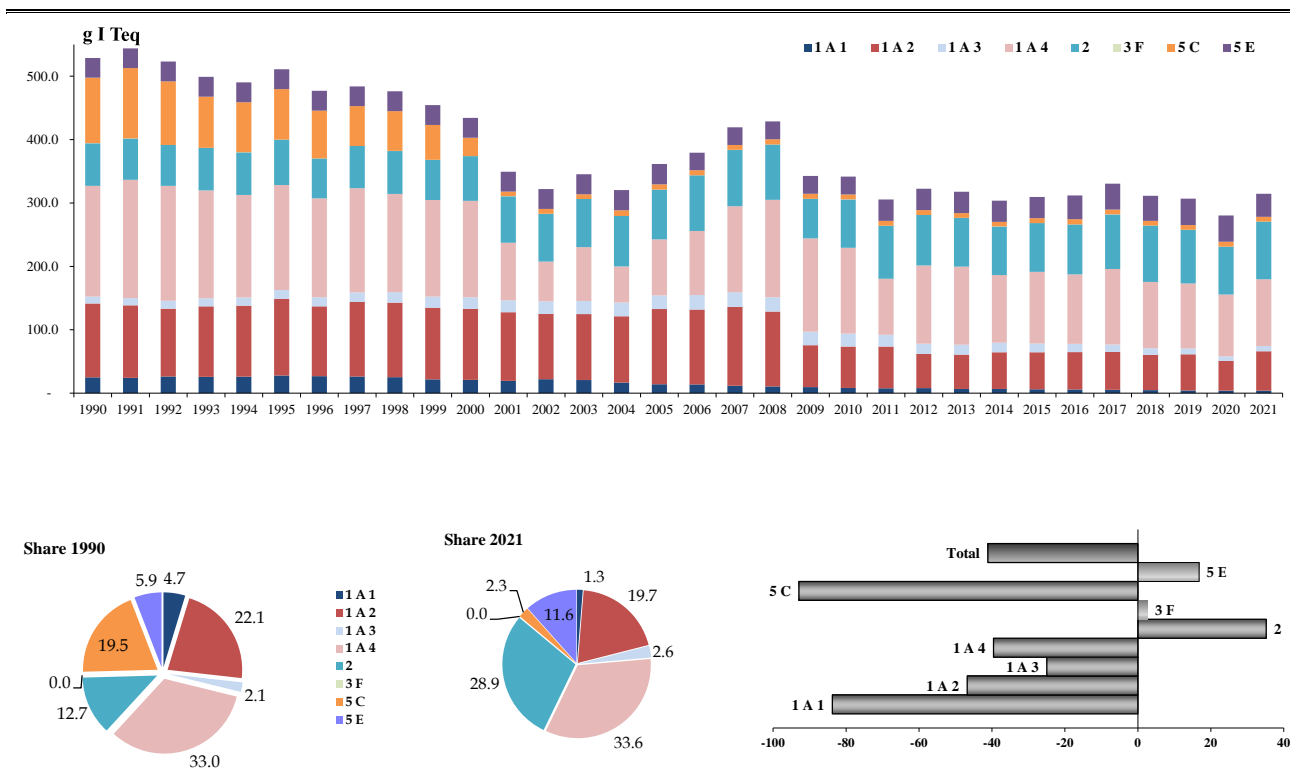 g I Teq
1 A 1 1 A 2 1 A 3 1 A 4 2 3 F 5 C 5 E
500.0
400.0
300.0
200.0
100.0
-
1990 1991 1992 1993 1994 1995 1996 1997 1998 1999 2000 2001 2002 2003 2004 2005 2006 2007 2008 2009 2010 2011 2012 2013 2014 2015 2016 2017 2018 2019 2020 2021
Share 1990
4.7
22.1
2.1
33.0
12.7
0.0
19.5
5.9
1 A 1
1 A 2
1 A 3
1 A 4
2
3 F
5 C
5 E
Share 2021
1.3
19.7
2.6
33.6
28.9
0.0
2.3
11.6
Total
5 E
5 C
3 F
2
1 A 4
1 A 3
1 A 2
1 A 1
-100 -80 -60 -40 -20 0 20 40